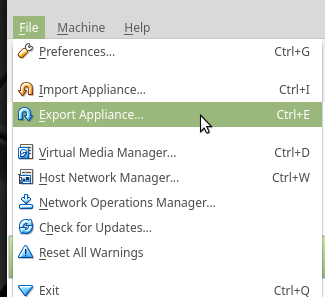 File Machine Help
Preferences... Ctrl+G
Import Appliance... Ctrl+I
Export Appliance... Ctrl+E
Virtual Media Manager... Ctrl+D
Host Network Manager... Ctrl+W
Network Operations Manager...
Check for Updates...
Reset All Warnings
Exit Ctrl+Q